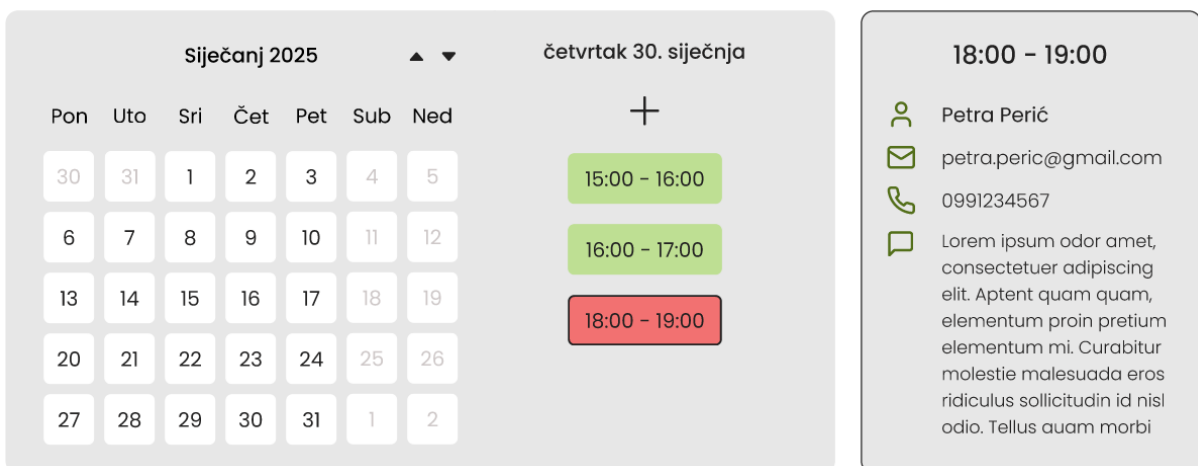 Siječanj 2025
Pon Uto Sri Čet Pet Sub Ned
30 31 1 2 3 4 5
6 7 8 9 10 11 12
13 14 15 16 17 18 19
20 21 22 23 24 25 26
27 28 29 30 31 1 2
četvrtak 30. siječnja
15:00 - 16:00
16:00 - 17:00
18:00 - 19:00
18:00 - 19:00
Petra Perić
petra.peric@gmail.com
0991234567
Lorem ipsum odor amet,
consectetuer adipiscing
elit. Aptent quam quam,
elementum proin pretium
elementum mi. Curabitur
molestie malesuada eros
ridiculus sollicitudin id nisl
odio. Tellus quam morbi